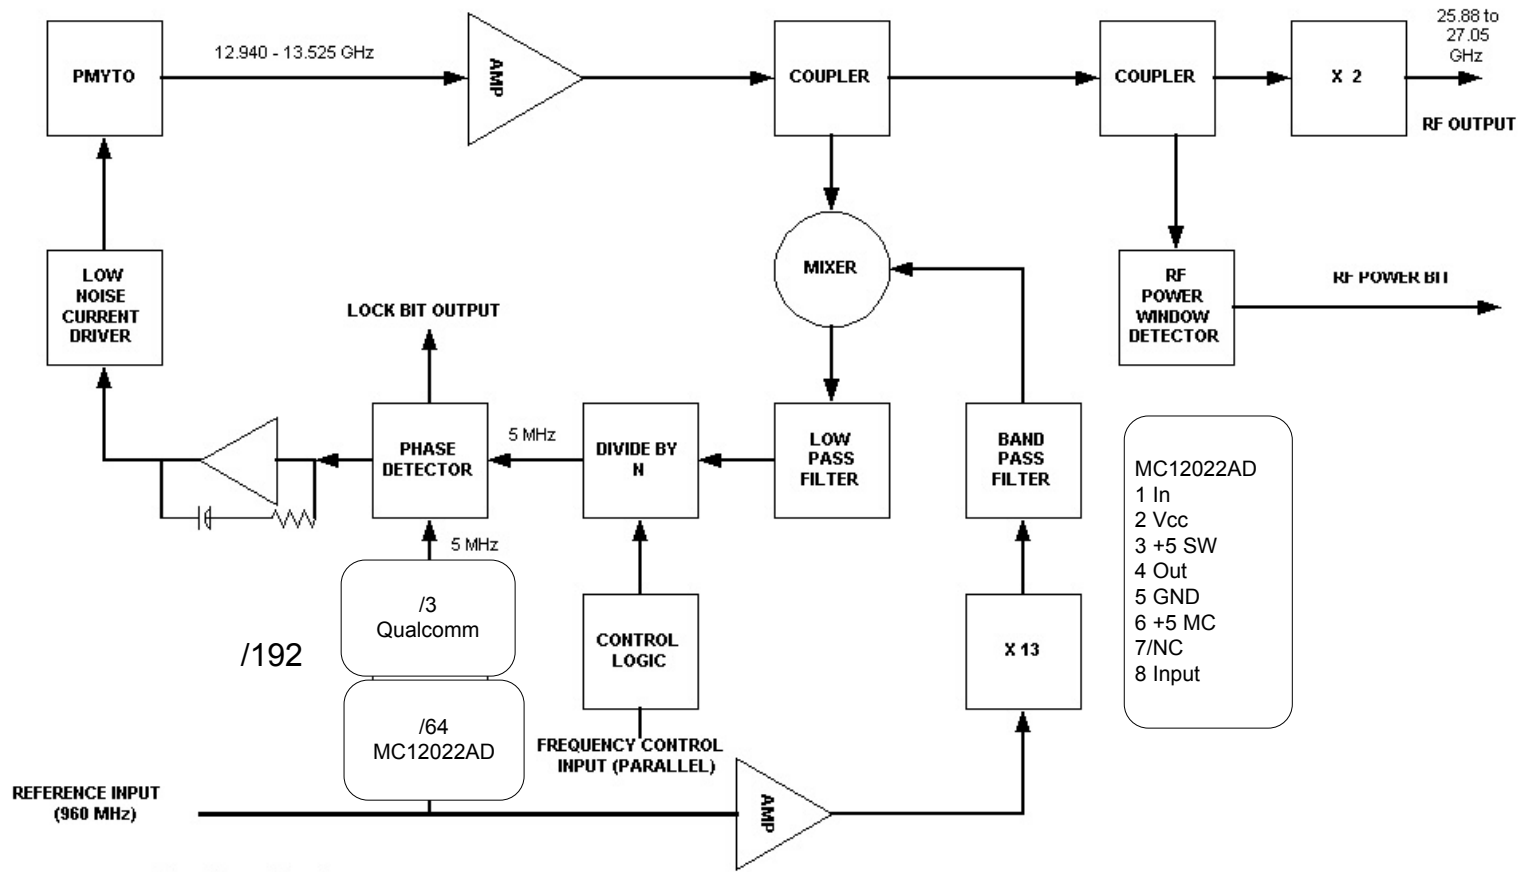 PMYTO
12.940 - 13.525 GHz
AMP
COUPLER
COUPLER
X 2
25.88 to
27.05
GHz
RF OUTPUT
LOW
NOISE
CURRENT
DRIVER
LOCK BIT OUTPUT
MIXER
RF
POWER
WINDOW
DETECTOR
RF POWER BIT
PHASE
DETECTOR
5 MHz
DIVIDE BY
N
LOW
PASS
FILTER
BAND
PASS
FILTER
5 MHz
/3
Qualcomm
/192
/64
MC12022AD
CONTROL
LOGIC
FREQUENCY CONTROL
INPUT (PARALLEL)
X 13
MC12022AD
1 In
2 Vcc
3 +5 SW
4 Out
5 GND
6 +5 MC
7/NC
8 Input
REFERENCE INPUT
(960 MHz)
AMP